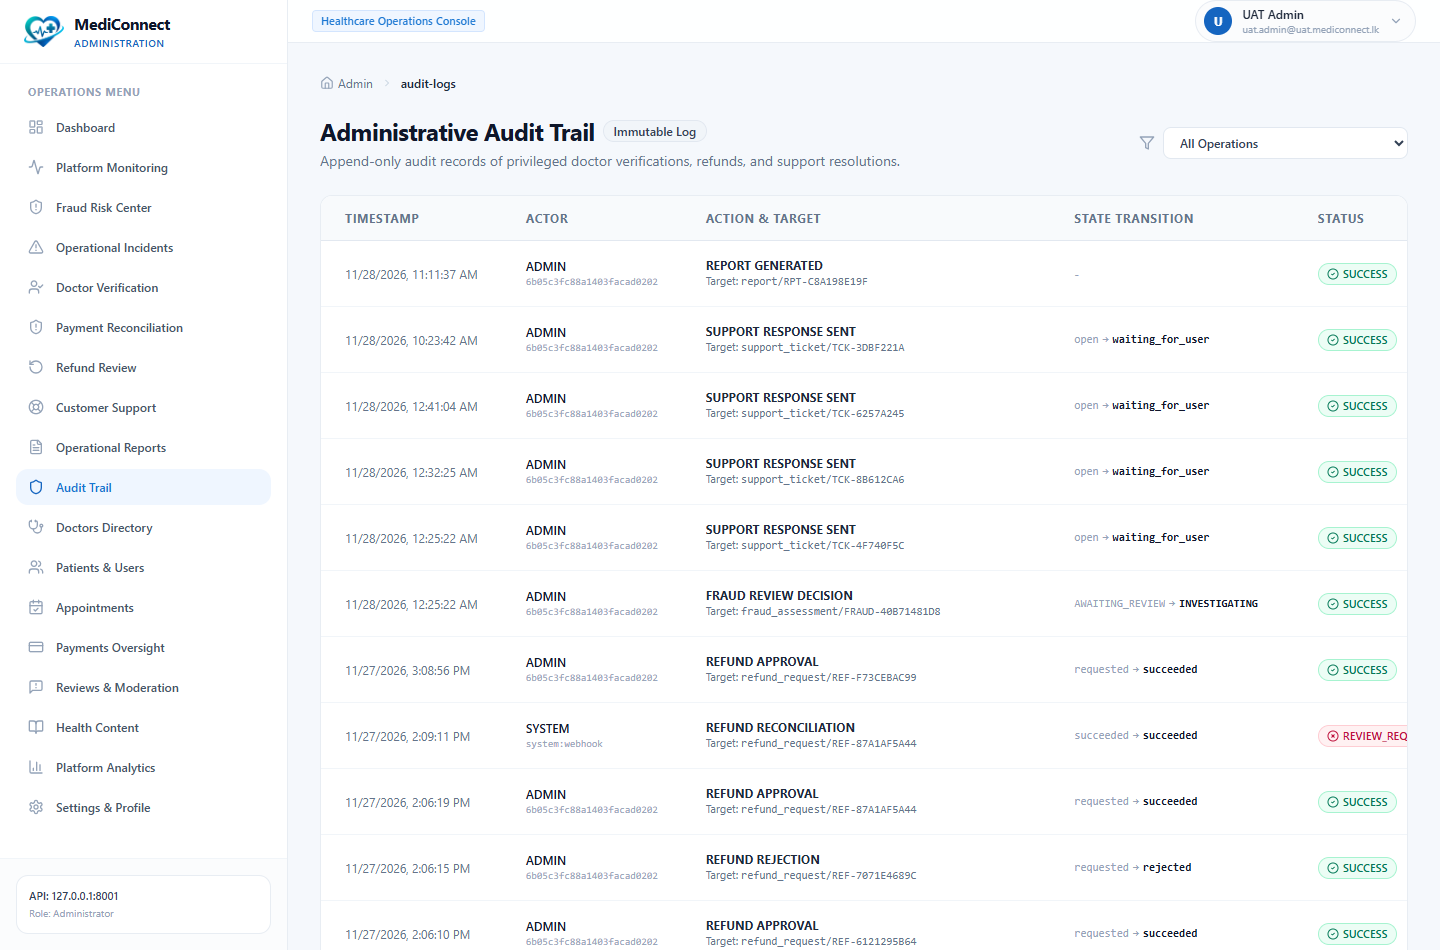 MediConnect
ADMINISTRATION
Healthcare Operations Console
U
UAT Admin
uat.admin@uat.mediconnect.lk
OPERATIONS MENU
Dashboard
Platform Monitoring
Fraud Risk Center
Operational Incidents
Doctor Verification
Payment Reconciliation
Refund Review
Customer Support
Operational Reports
Audit Trail
Doctors Directory
Patients & Users
Appointments
Payments Oversight
Reviews & Moderation
Health Content
Platform Analytics
Settings & Profile
API: 127.0.0.1:8001
Role: Administrator
Admin > audit-logs
Administrative Audit Trail Immutable Log
Append-only audit records of privileged doctor verifications, refunds, and support resolutions.
All Operations
TIMESTAMP ACTOR ACTION & TARGET STATE TRANSITION STATUS
11/28/2026, 11:11:37 AM ADMIN REPORT GENERATED - SUCCESS
6b05c3fc88a1403facad0202 Target: report/RPT-C8A198E19F
11/28/2026, 10:23:42 AM ADMIN SUPPORT RESPONSE SENT open → waiting_for_user SUCCESS
6b05c3fc88a1403facad0202 Target: support_ticket/TCK-3DBF221A
11/28/2026, 12:41:04 AM ADMIN SUPPORT RESPONSE SENT open → waiting_for_user SUCCESS
6b05c3fc88a1403facad0202 Target: support_ticket/TCK-6257A245
11/28/2026, 12:32:25 AM ADMIN SUPPORT RESPONSE SENT open → waiting_for_user SUCCESS
6b05c3fc88a1403facad0202 Target: support_ticket/TCK-8B612CA6
11/28/2026, 12:25:22 AM ADMIN SUPPORT RESPONSE SENT open → waiting_for_user SUCCESS
6b05c3fc88a1403facad0202 Target: support_ticket/TCK-4F740F5C
11/28/2026, 12:25:22 AM ADMIN FRAUD REVIEW DECISION AWAITING_REVIEW → INVESTIGATING SUCCESS
6b05c3fc88a1403facad0202 Target: fraud_assessment/FRAUD-40B71481D8
11/27/2026, 3:08:56 PM ADMIN REFUND APPROVAL requested → succeeded SUCCESS
6b05c3fc88a1403facad0202 Target: refund_request/REF-F73CEBAC99
11/27/2026, 2:09:11 PM SYSTEM REFUND RECONCILIATION succeeded → succeeded REVIEW_REQ
system:webhook Target: refund_request/REF-87A1AF5A44
11/27/2026, 2:06:19 PM ADMIN REFUND APPROVAL requested → succeeded SUCCESS
6b05c3fc88a1403facad0202 Target: refund_request/REF-87A1AF5A44
11/27/2026, 2:06:15 PM ADMIN REFUND REJECTION requested → rejected SUCCESS
6b05c3fc88a1403facad0202 Target: refund_request/REF-7071E4689C
11/27/2026, 2:06:10 PM ADMIN REFUND APPROVAL requested → succeeded SUCCESS
6b05c3fc88a1403facad0202 Target: refund_request/REF-6121295B64